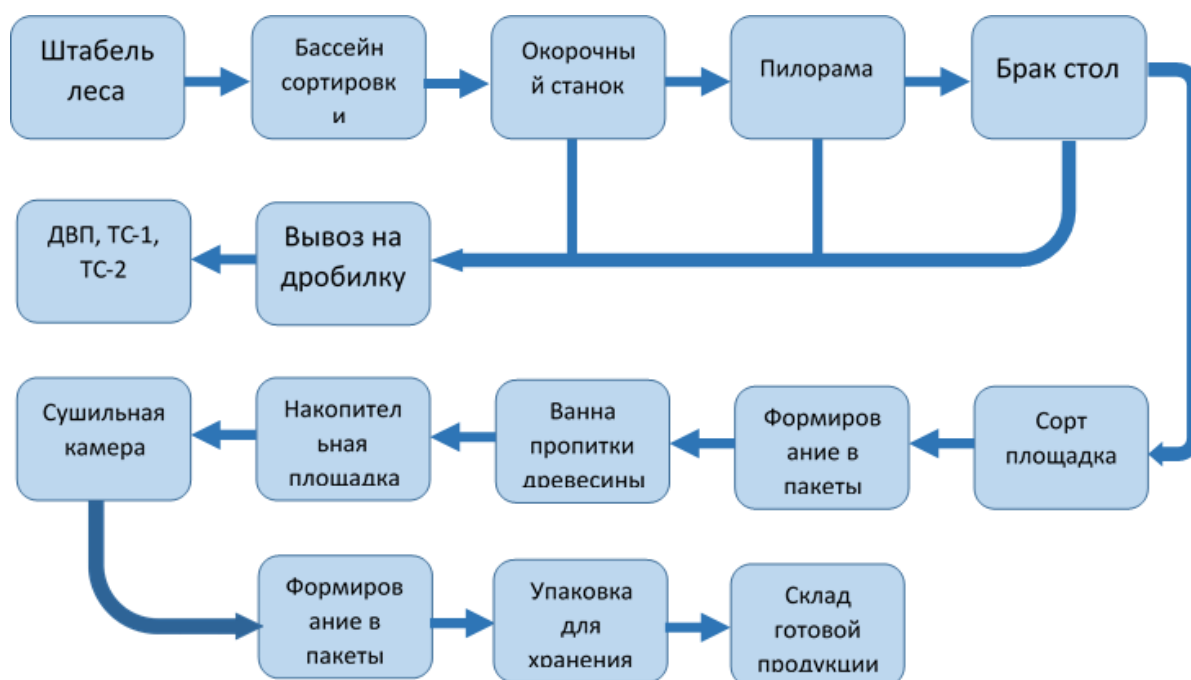 Штабель
леса
Бассейн
сортировк
и
Окорочны
й станок
Пилорама
Брак стол
ДВП, ТС-1,
ТС-2
Вывоз на
дробилку
Сушильная
камера
Накопител
ьная
площадка
Ванна
пропитки
древесины
Формиров
ание в
пакеты
Сорт
площадка
Формиров
ание в
пакеты
Упаковка
для
хранения
Склад
готовой
продукции